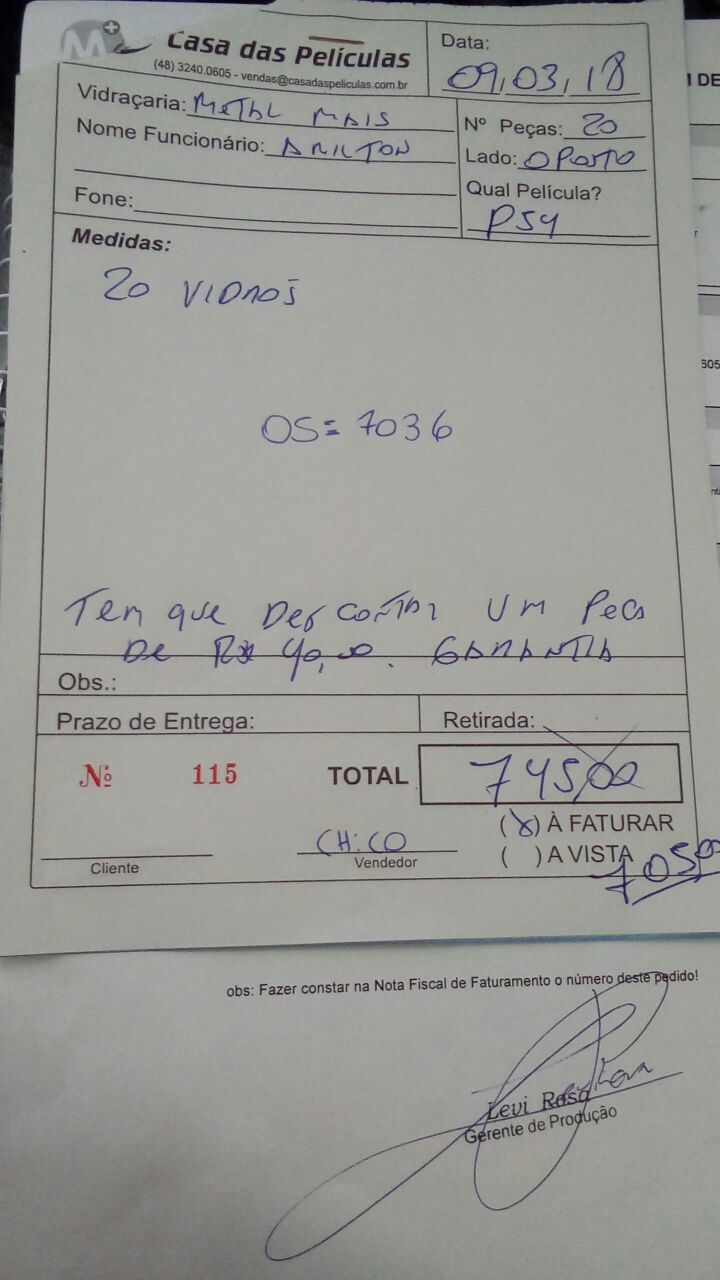 Casa das Películas
(48) 3240.0605 - vendas@casadaspeliculas.com.br
Data:
09,03,18
Vidraçaria: METAL MAIS
Nome Funcionário: ARILTON
Nº Peças: 20
Lado: OPOSTO
Fone:
Qual Película?
PS4
Medidas:
20 VIDROS
OS= 7036
Tem que DESCONTAR UM Peca
De R$ 40,00. GARANTIA
Obs.:
Prazo de Entrega:
Retirada:
Nº 115
TOTAL
745,00
(X) À FATURAR
( ) A VISTA
705,00
Cliente
CHICO
Vendedor
obs: Fazer constar na Nota Fiscal de Faturamento o número deste pedido!
Levi Rosa
Gerente de Produção